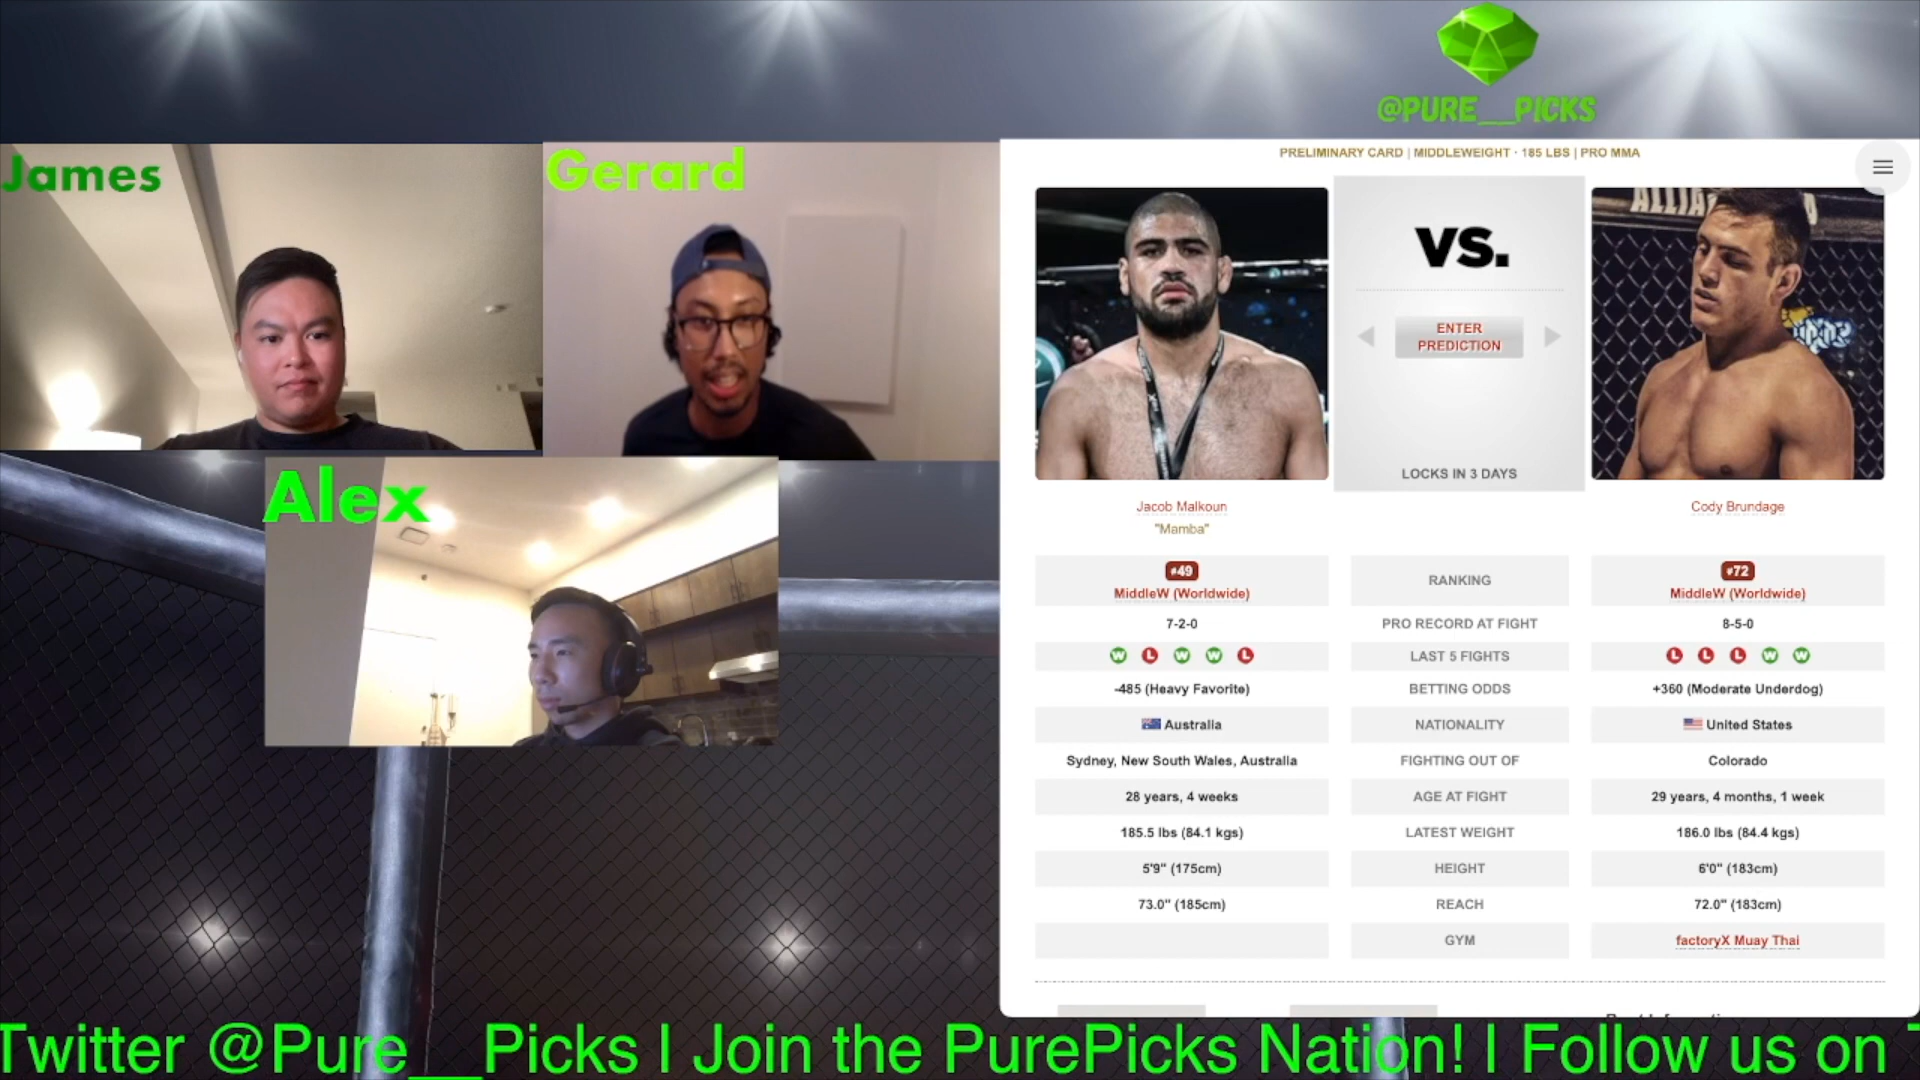 @PURE__PICKS
James
Gerard
Alex
PRELIMINARY CARD | MIDDLEWEIGHT · 185 LBS | PRO MMA
VS.
ENTER
PREDICTION
LOCKS IN 3 DAYS
Jacob Malkoun
"Mamba"
Cody Brundage
#49
MiddleW (Worldwide)
RANKING
#72
MiddleW (Worldwide)
7-2-0 PRO RECORD AT FIGHT 8-5-0
W L W W L LAST 5 FIGHTS L L L W W
-485 (Heavy Favorite) BETTING ODDS +360 (Moderate Underdog)
Australia NATIONALITY United States
Sydney, New South Wales, Australia FIGHTING OUT OF Colorado
28 years, 4 weeks AGE AT FIGHT 29 years, 4 months, 1 week
185.5 lbs (84.1 kgs) LATEST WEIGHT 186.0 lbs (84.4 kgs)
5'9" (175cm) HEIGHT 6'0" (183cm)
73.0" (185cm) REACH 72.0" (183cm)
GYM factoryX Muay Thai
Twitter @Pure__Picks I Join the PurePicks Nation! I Follow us on T